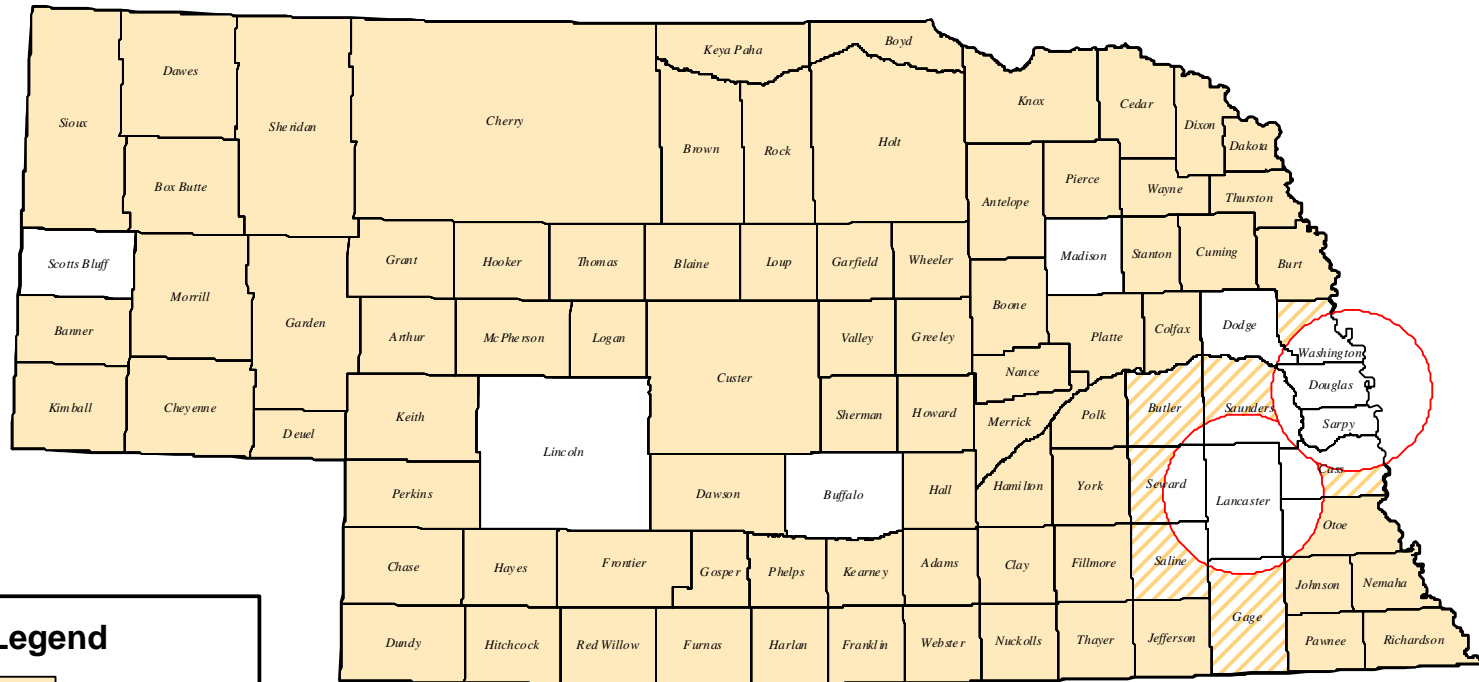 Keya Paha
Boyd
Dawes
Sioux
Sheridan
Cherry
Knox
Cedar
Dixon
Dakota
Brown
Rock
Holt
Box Butte
Pierce
Wayne
Thurston
Antelope
Scotts Bluff
Grant
Hooker
Thomas
Blaine
Loup
Garfield
Wheeler
Madison
Stanton
Cuming
Burt
Morrill
Banner
Garden
Arthur
McPherson
Logan
Valley
Greeley
Boone
Platte
Colfax
Dodge
Washington
Custer
Nance
Douglas
Kimball
Cheyenne
Keith
Sherman
Howard
Merrick
Polk
Butler
Saunders
Sarpy
Deuel
Lincoln
Cass
Perkins
Dawson
Buffalo
Hall
Hamilton
York
Seward
Lancaster
Otoe
Chase
Hayes
Frontier
Gosper
Phelps
Kearney
Adams
Clay
Fillmore
Saline
Johnson
Nemaha
Gage
Dundy
Hitchcock
Red Willow
Furnas
Harlan
Franklin
Webster
Nuckolls
Thayer
Jefferson
Pawnee
Richardson
Legend